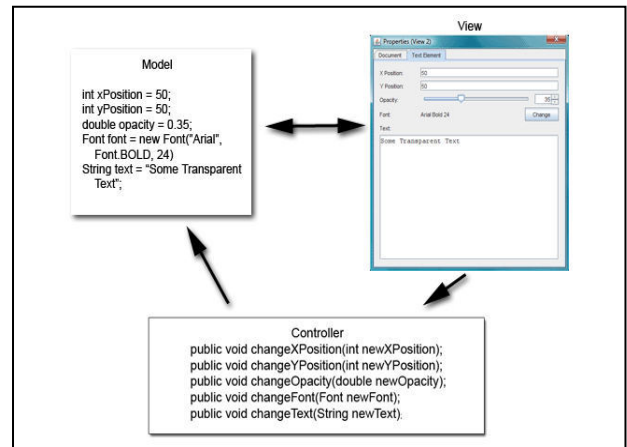 View
Model
int xPosition = 50;
int yPosition = 50;
double opacity = 0.35;
Font font = new Font("Arial",
Font.BOLD, 24)
String text = “Some Transparent
Text”;
Properties (View 2)
Document Text Element
X Position: 50
Y Position: 50
Opacity: 35
Font: Arial Bold 24 Change
Text:
Some Transparent Text
Controller
public void changeXPosition(int newXPosition);
public void changeYPosition(int newYPosition);
public void changeOpacity(double newOpacity);
public void changeFont(Font newFont);
public void changeText(String newText).